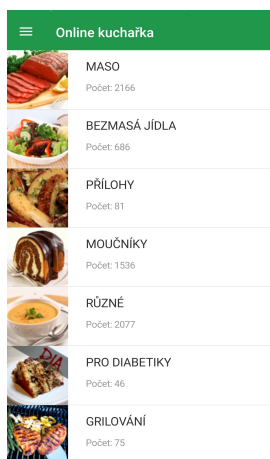 Online kuchařka
MASO
Počet: 2166
BEZMASÁ JÍDLA
Počet: 686
PŘÍLOHY
Počet: 81
MOUČNÍKY
Počet: 1536
RŮZNÉ
Počet: 2077
DIA
PRO DIABETIKY
Počet: 46
GRILOVÁNÍ
Počet: 75